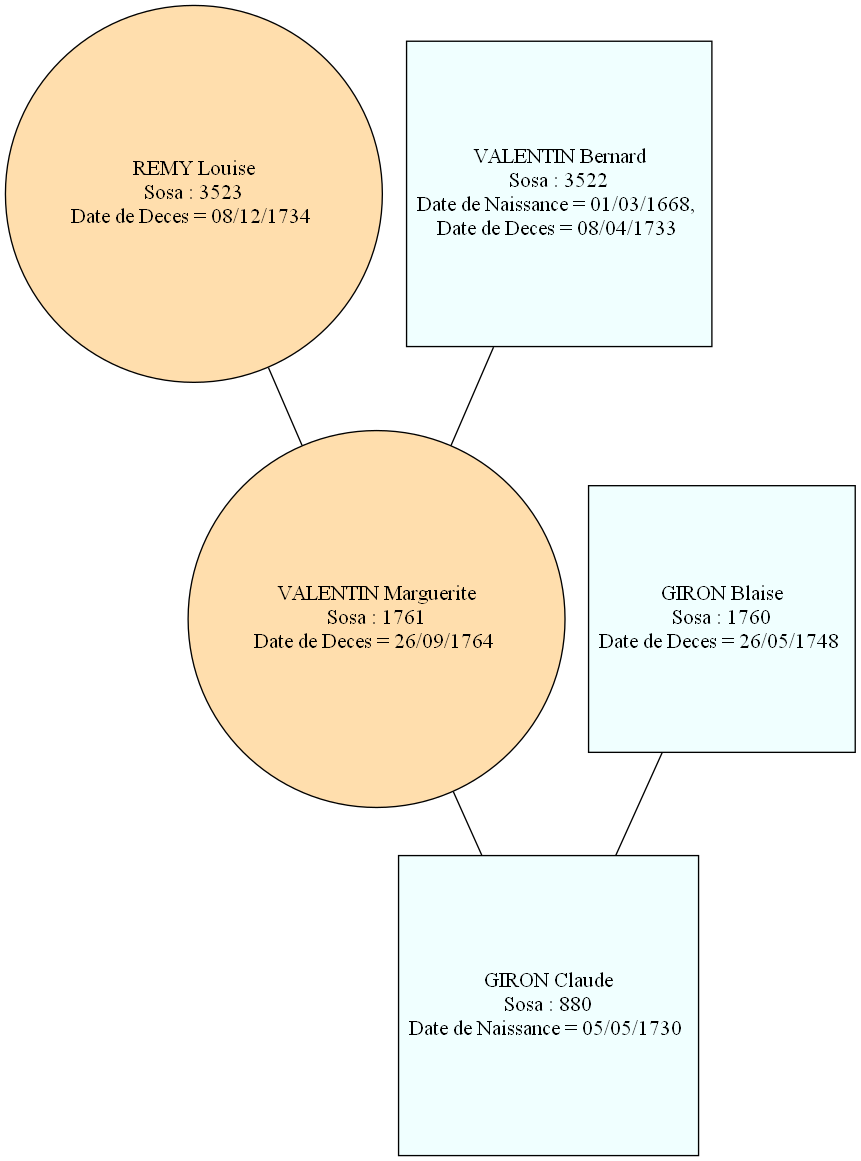 REMY Louise
Sosa : 3523
Date de Deces = 08/12/1734
VALENTIN Bernard
Sosa : 3522
Date de Naissance = 01/03/1668,
Date de Deces = 08/04/1733
VALENTIN Marguerite
Sosa : 1761
Date de Deces = 26/09/1764
GIRON Blaise
Sosa : 1760
Date de Deces = 26/05/1748
GIRON Claude
Sosa : 880
Date de Naissance = 05/05/1730